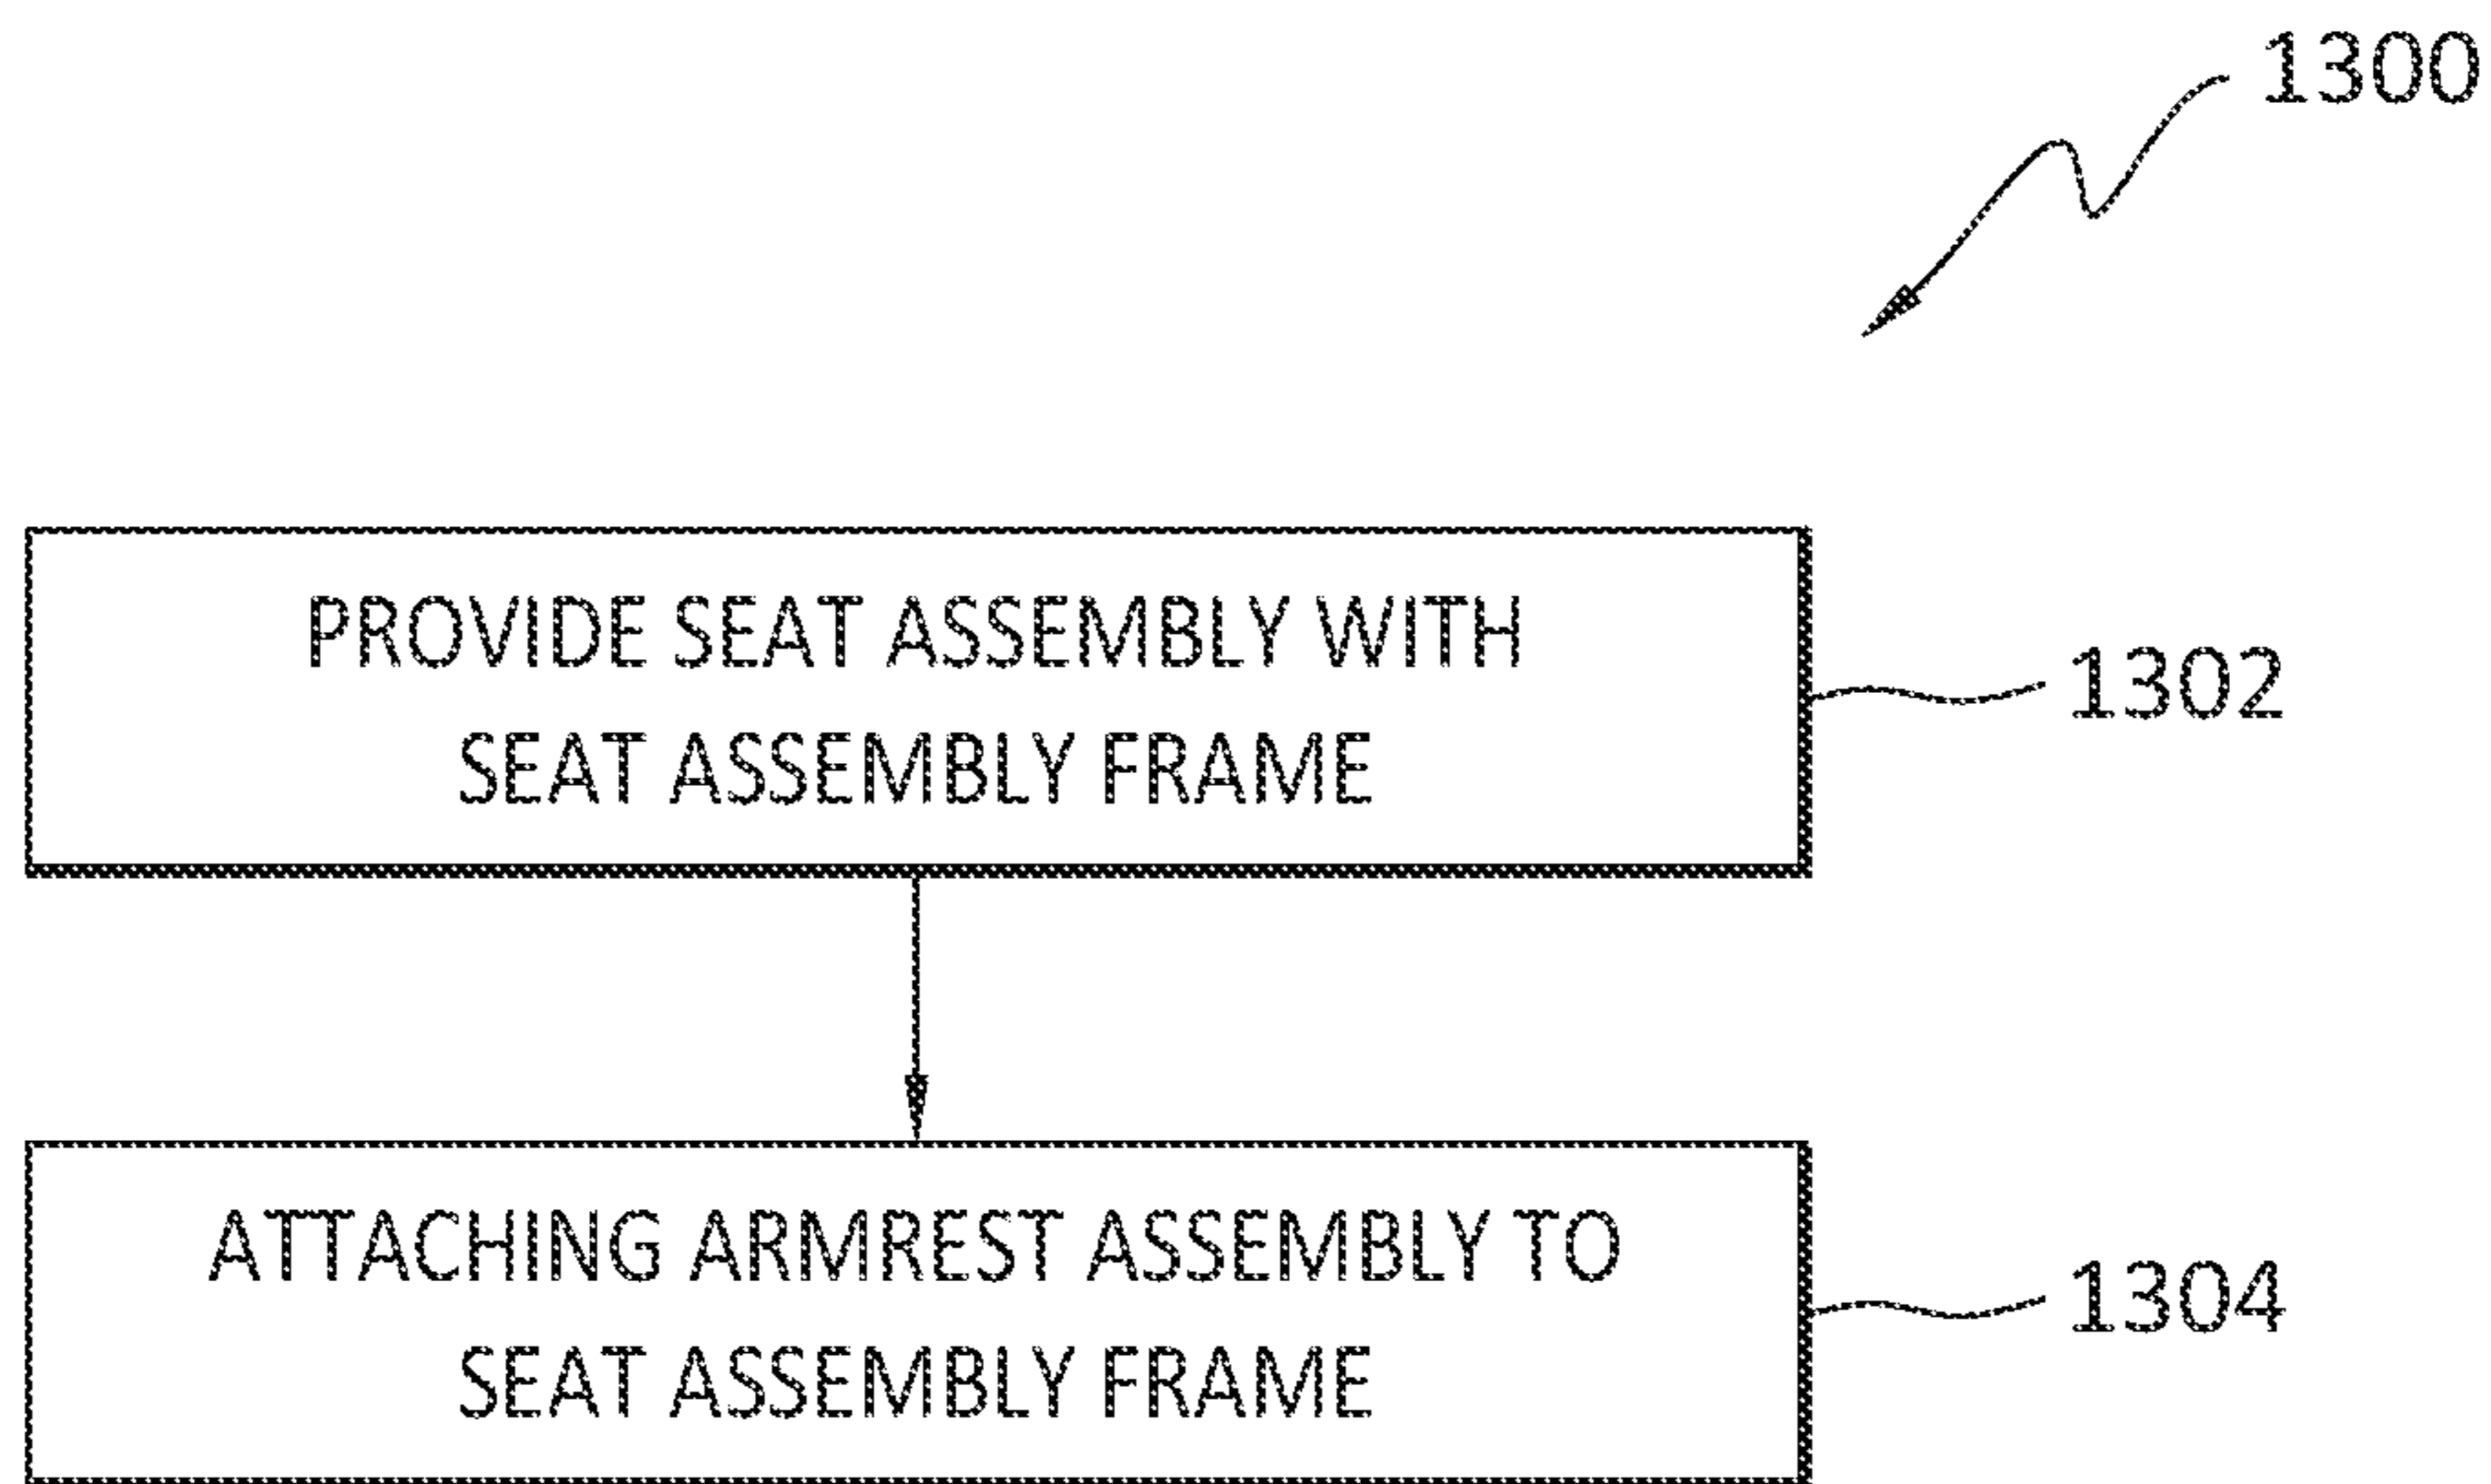 1300
PROVIDE SEAT ASSEMBLY WITH
SEAT ASSEMBLY FRAME
1302
ATTACHING ARMREST ASSEMBLY TO
SEAT ASSEMBLY FRAME
1304